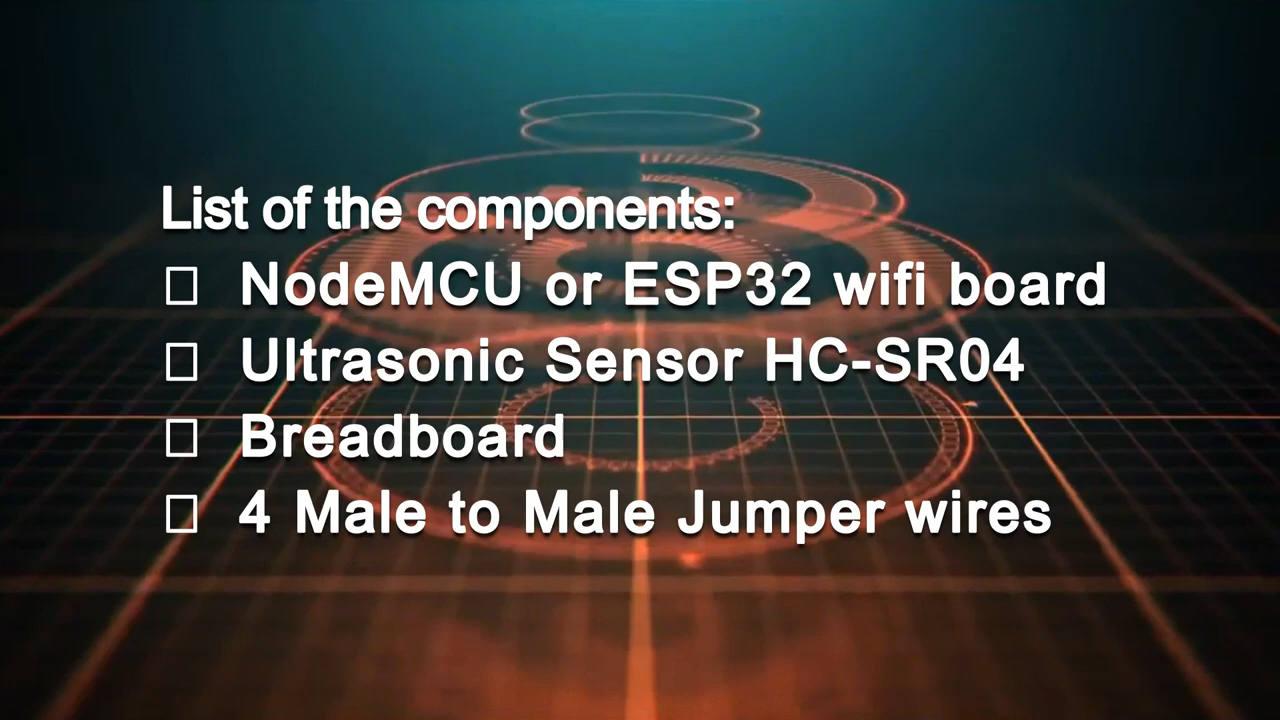 List of the components:
□ NodeMCU or ESP32 wifi board
□ Ultrasonic Sensor HC-SR04
□ Breadboard
□ 4 Male to Male Jumper wires